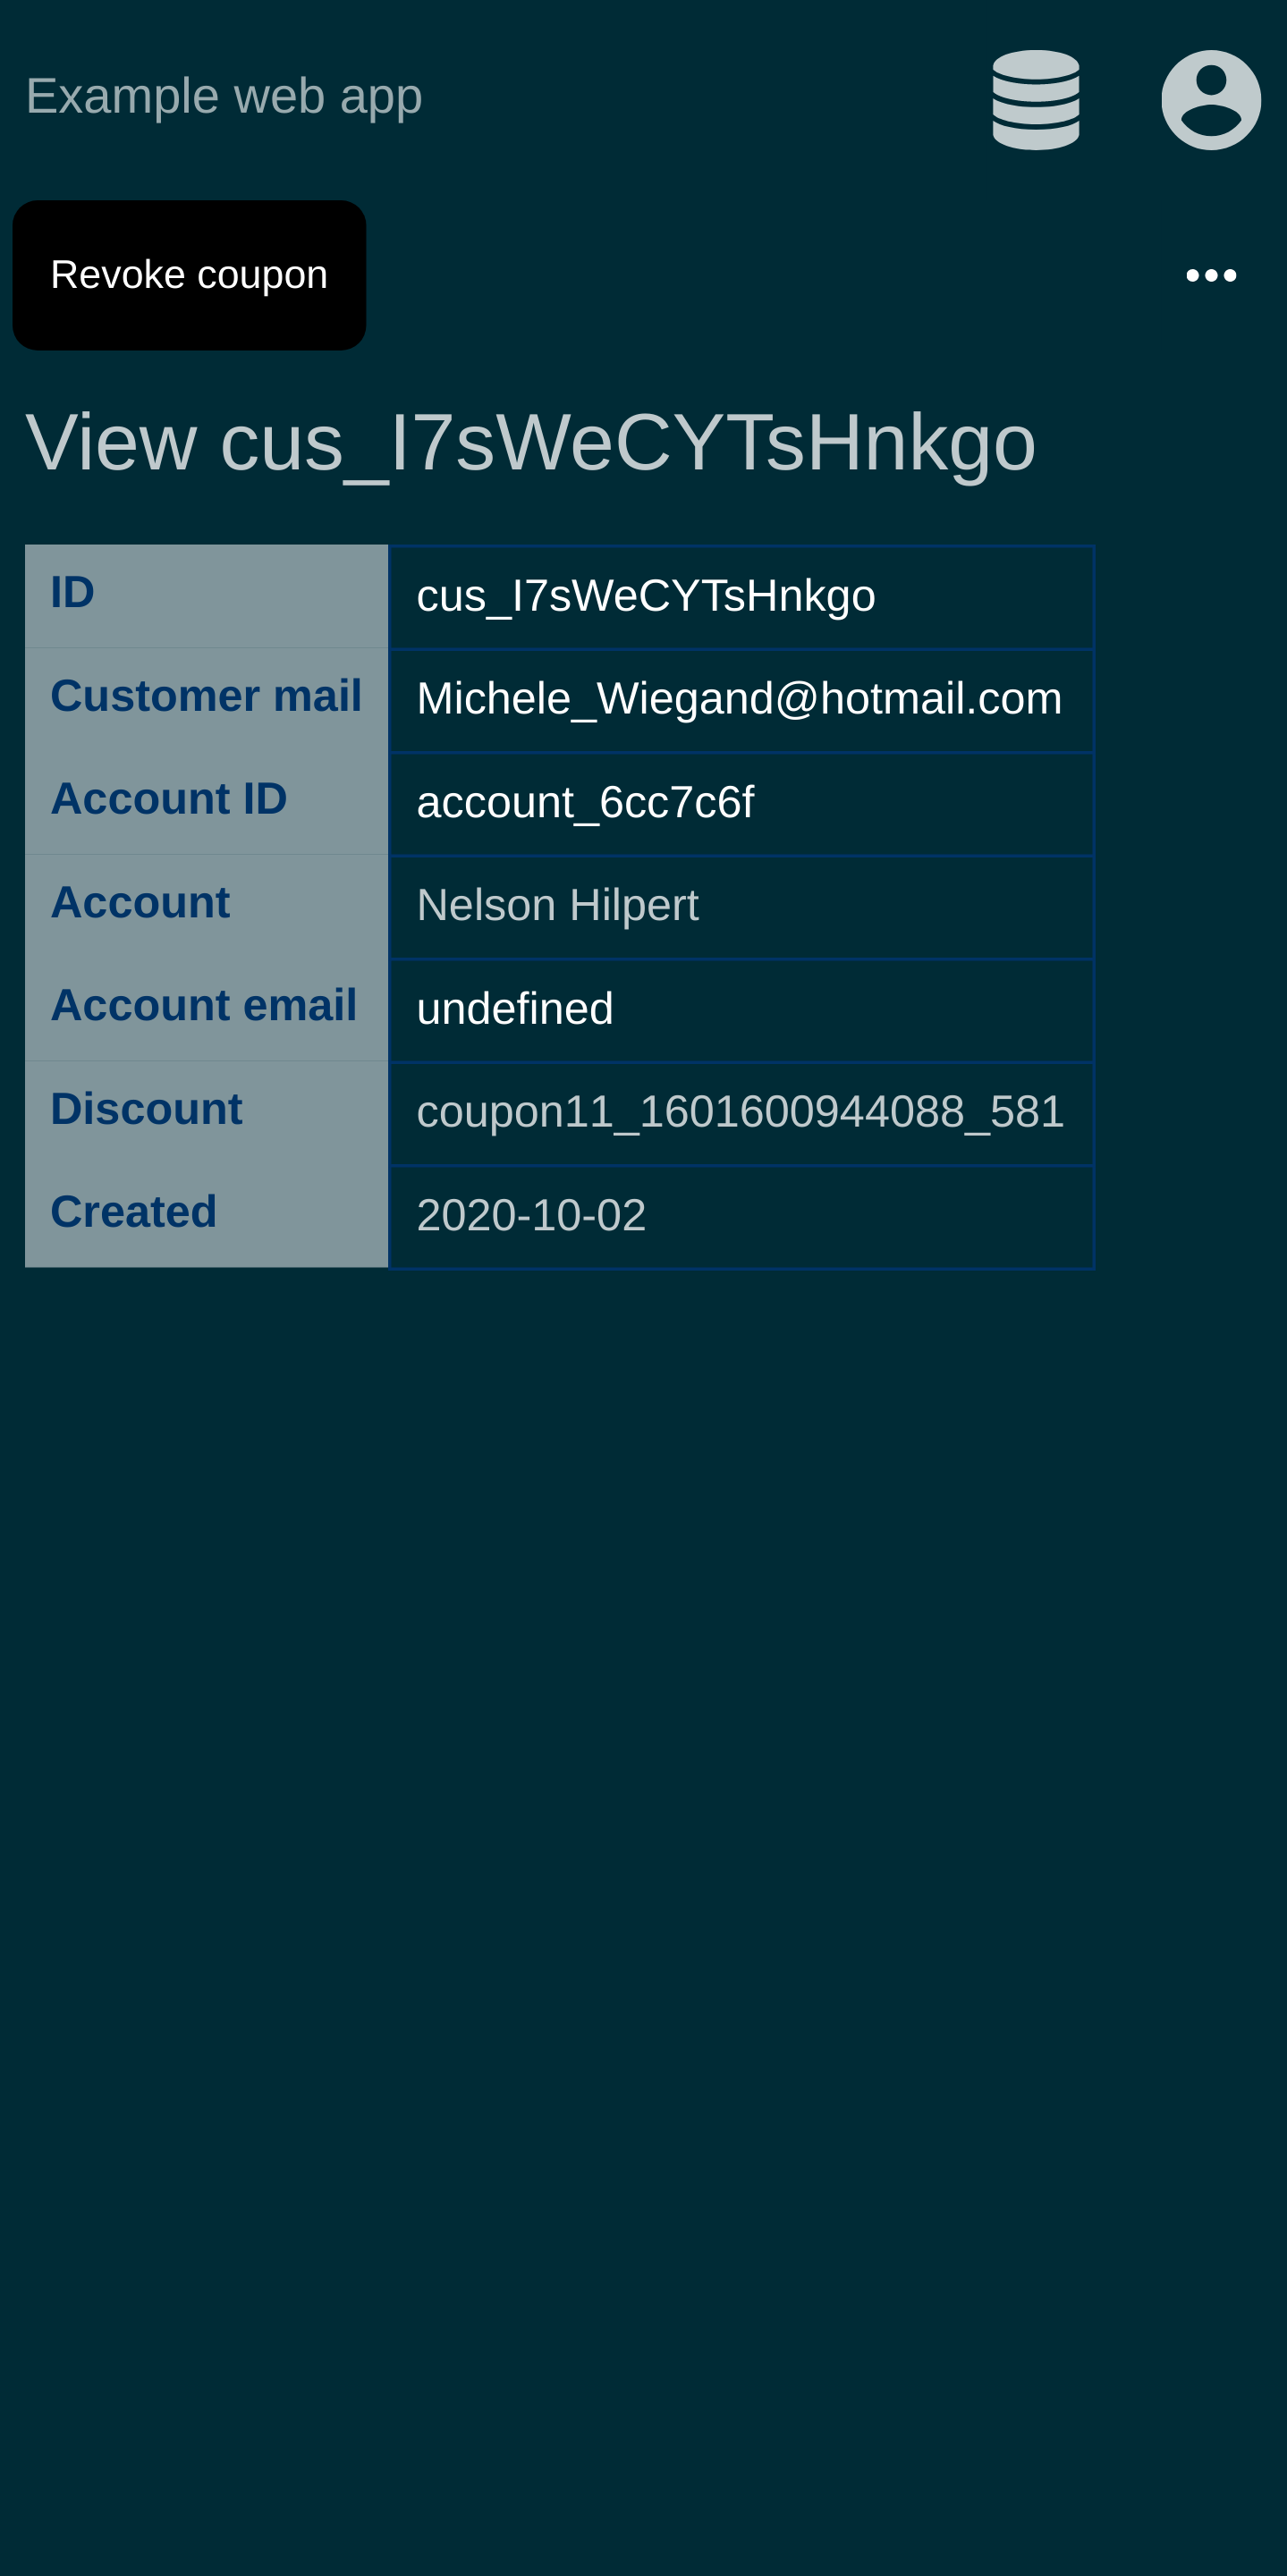 Example web app
Revoke coupon
View cus_I7sWeCYTsHnkgo
ID cus_I7sWeCYTsHnkgo
Customer mail Michele_Wiegand@hotmail.com
Account ID account_6cc7c6f
Account Nelson Hilpert
Account email undefined
Discount coupon11_1601600944088_581
Created 2020-10-02